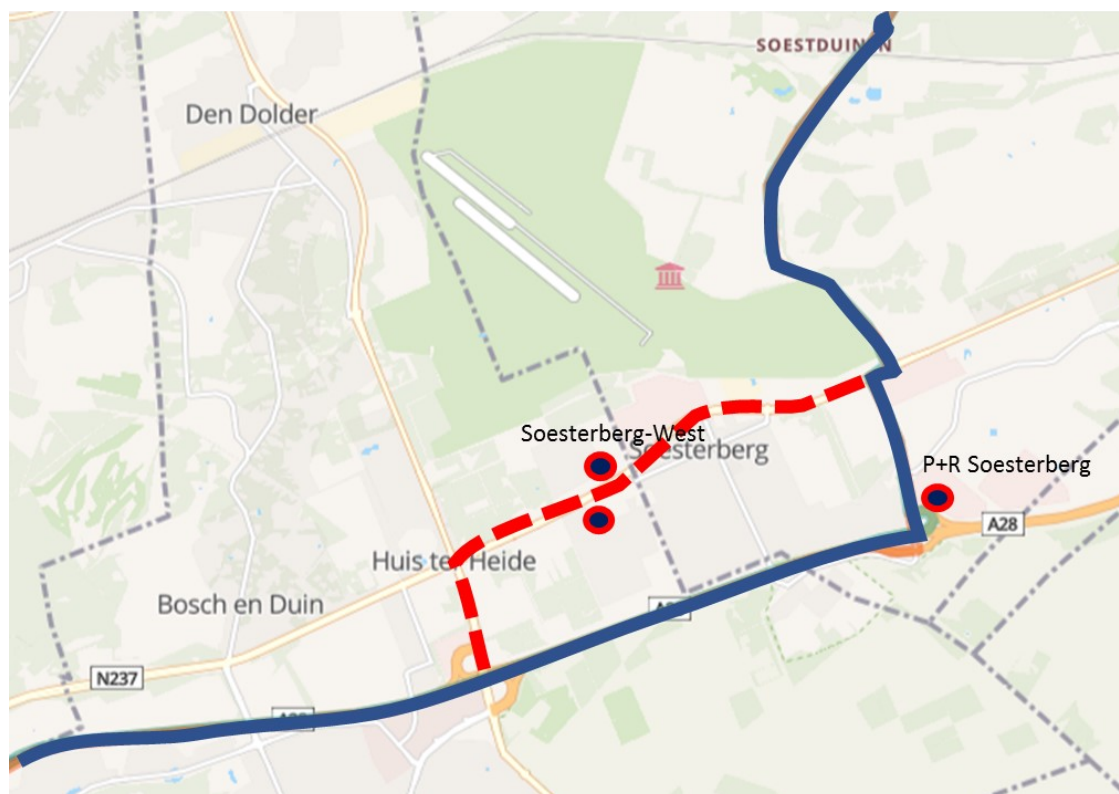 SOESTDUINEN
Den Dolder
Soesterberg-West
Soesterberg
P+R Soesterberg
A28
Huis ter Heide
Bosch en Duin
N237